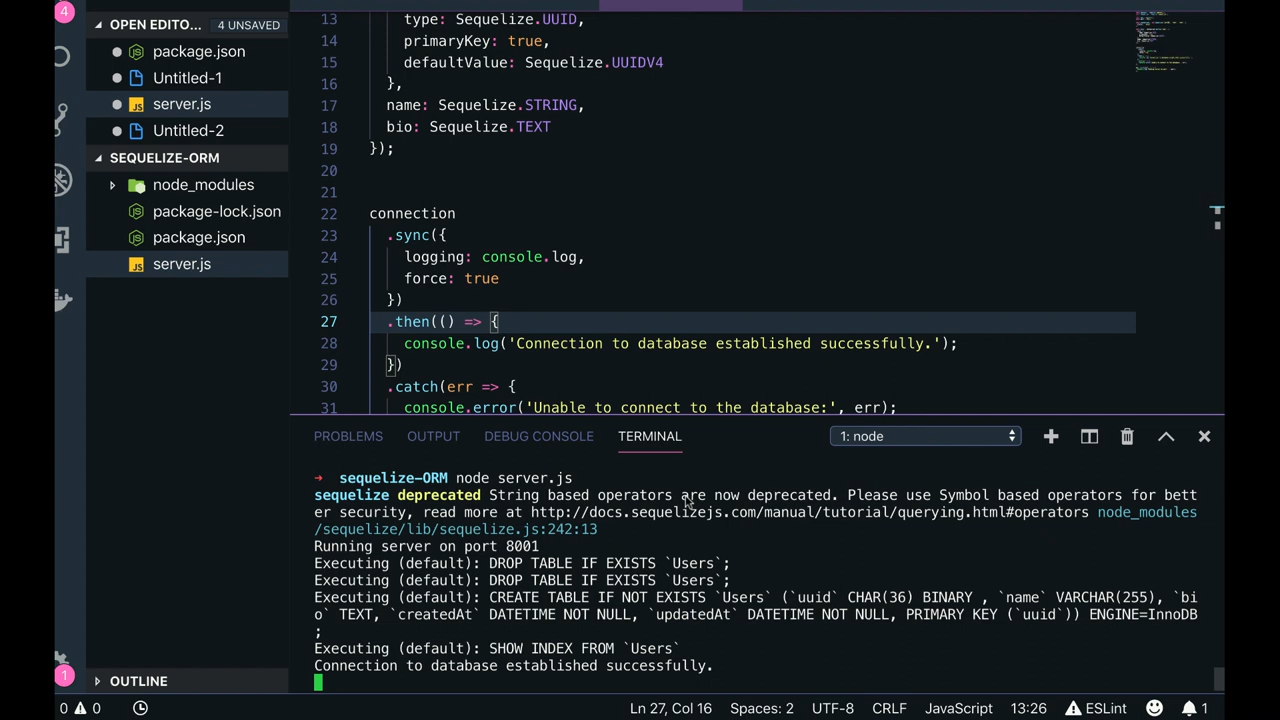 4
OPEN EDITO... 4 UNSAVED
package.json
Untitled-1
server.js
Untitled-2
SEQUELIZE-ORM
node_modules
package-lock.json
package.json
server.js
OUTLINE
1
13 type: Sequelize.UUID,
14 primaryKey: true,
15 defaultValue: Sequelize.UUIDV4
16 },
17 name: Sequelize.STRING,
18 bio: Sequelize.TEXT
19 });
20
21
22 connection
23 .sync({
24 logging: console.log,
25 force: true
26 })
27 .then(() => {
28 console.log('Connection to database established successfully.');
29 })
30 .catch(err => {
31 console.error('Unable to connect to the database:', err);
PROBLEMS OUTPUT DEBUG CONSOLE TERMINAL 1: node
→ sequelize-ORM node server.js
sequelize deprecated String based operators are now deprecated. Please use Symbol based operators for bett
er security, read more at http://docs.sequelizejs.com/manual/tutorial/querying.html#operators node_modules
/sequelize/lib/sequelize.js:242:13
Running server on port 8001
Executing (default): DROP TABLE IF EXISTS `Users`;
Executing (default): DROP TABLE IF EXISTS `Users`;
Executing (default): CREATE TABLE IF NOT EXISTS `Users` (`uuid` CHAR(36) BINARY , `name` VARCHAR(255), `bi
o` TEXT, `createdAt` DATETIME NOT NULL, `updatedAt` DATETIME NOT NULL, PRIMARY KEY (`uuid`)) ENGINE=InnoDB
;
Executing (default): SHOW INDEX FROM `Users`
Connection to database established successfully.
0 0 Ln 27, Col 16 Spaces: 2 UTF-8 CRLF JavaScript 13:26 ESLint 1